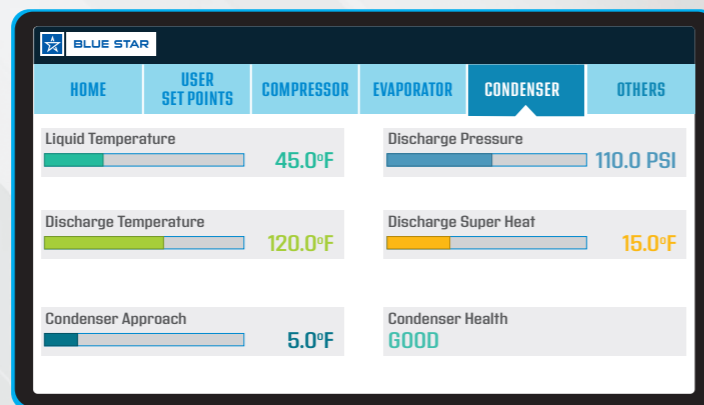 BLUE STAR
HOME
USER
SET POINTS
COMPRESSOR
EVAPORATOR
CONDENSER
OTHERS
Liquid Temperature
45.0°F
Discharge Pressure
110.0 PSI
Discharge Temperature
120.0°F
Discharge Super Heat
15.0°F
Condenser Approach
5.0°F
Condenser Health
GOOD